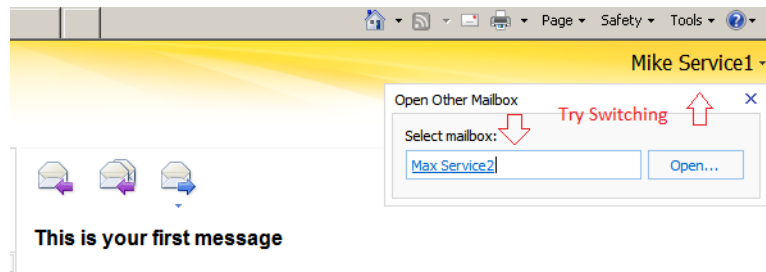 Page Safety Tools
Mike Service1
Open Other Mailbox
Try Switching
Select mailbox:
Max Service2 Open...
This is your first message